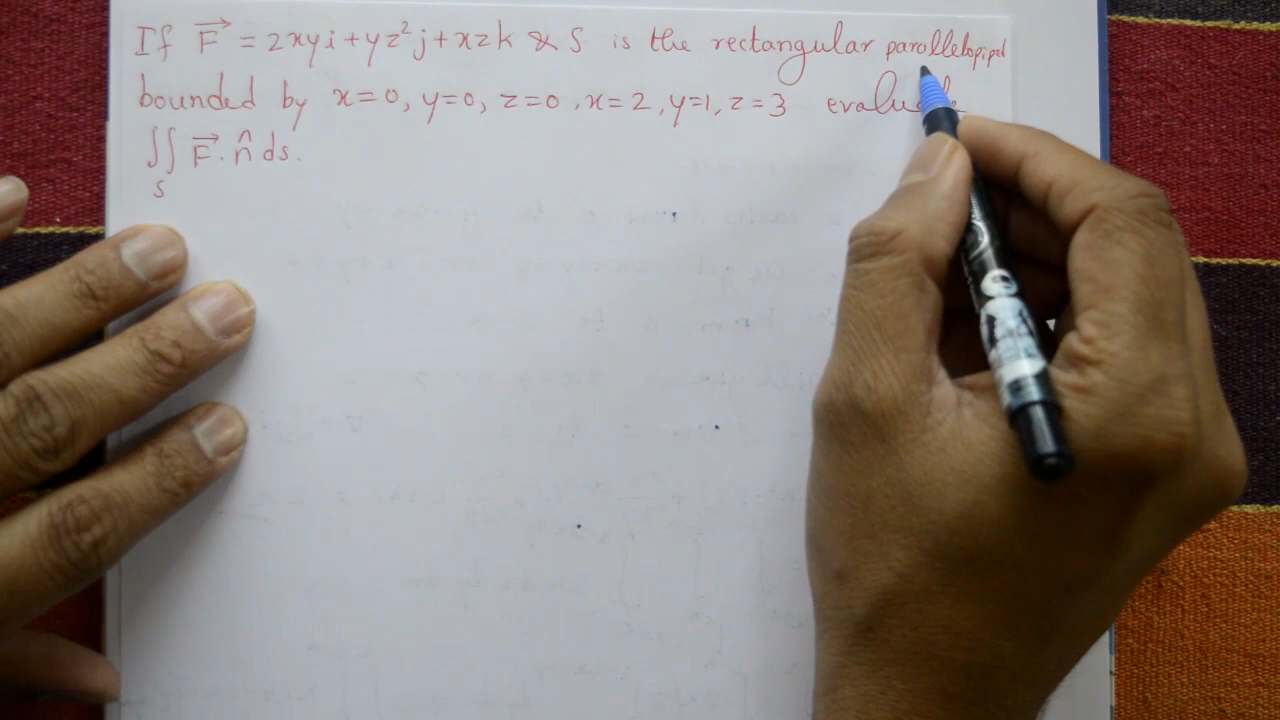 If F⃗ = 2xyi + yz²j + xzk & S is the rectangular parallelopiped
bounded by x=0, y=0, z=0, x=2, y=1, z=3 evaluate
∬ F⃗ . n̂ ds.
S